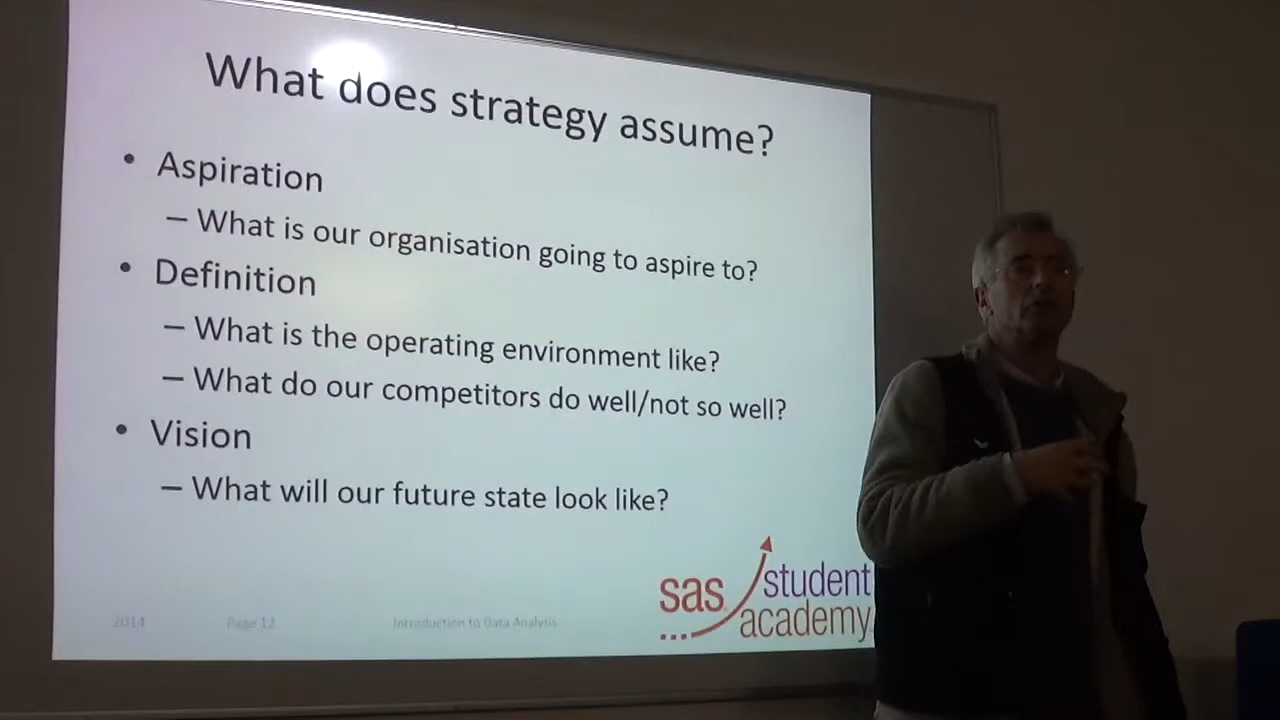 What does strategy assume?
• Aspiration
– What is our organisation going to aspire to?
• Definition
– What is the operating environment like?
– What do our competitors do well/not so well?
• Vision
– What will our future state look like?
sas student
academy
2014 Page 12 Introduction to Data Analysis